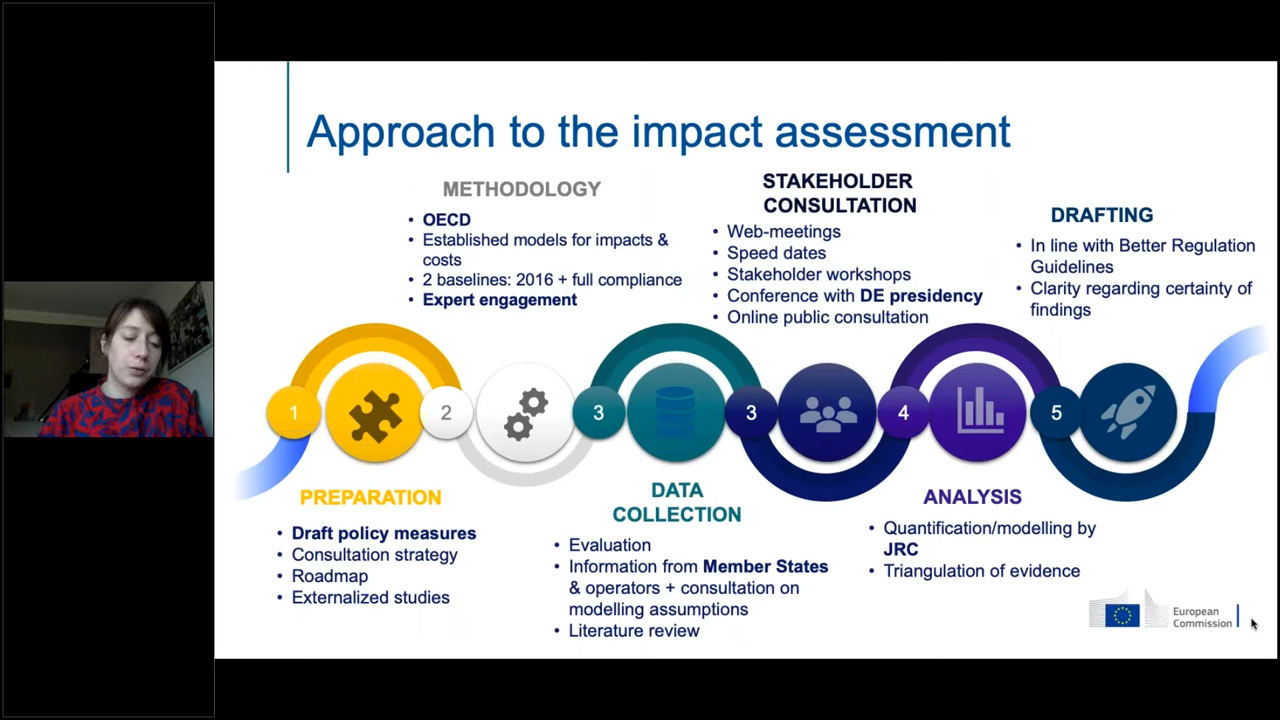 Approach to the impact assessment
METHODOLOGY
• OECD
• Established models for impacts &
costs
• 2 baselines: 2016 + full compliance
• Expert engagement
STAKEHOLDER
CONSULTATION
• Web-meetings
• Speed dates
• Stakeholder workshops
• Conference with DE presidency
• Online public consultation
DRAFTING
• In line with Better Regulation
Guidelines
• Clarity regarding certainty of
findings
1
2
3
3
4
5
PREPARATION
• Draft policy measures
• Consultation strategy
• Roadmap
• Externalized studies
DATA
COLLECTION
• Evaluation
• Information from Member States
& operators + consultation on
modelling assumptions
• Literature review
ANALYSIS
• Quantification/modelling by
JRC
• Triangulation of evidence
European
Commission